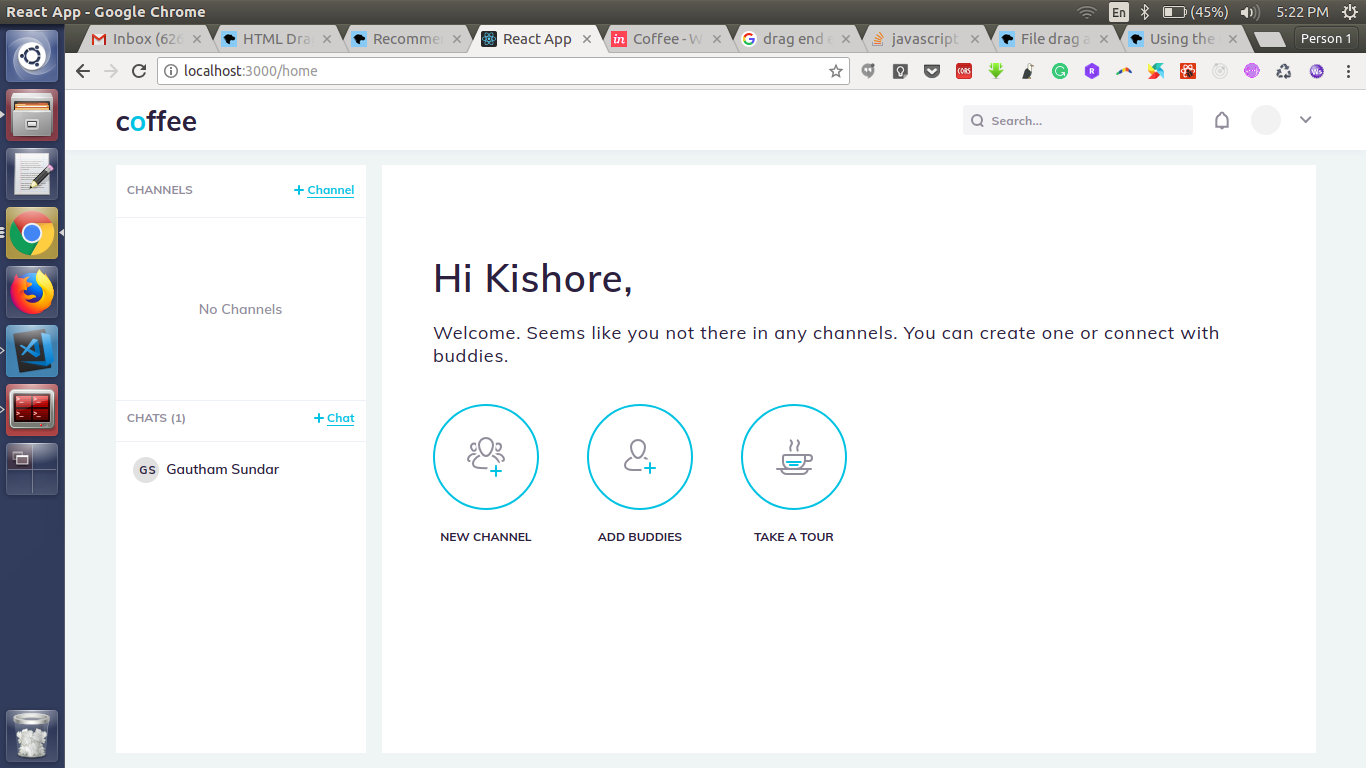 React App - Google Chrome
En
(45%)
5:22 PM
Inbox (626
HTML Dra
Recommen
React App
Coffee - W
drag end e
javascript
File drag a
Using the
Person 1
localhost:3000/home
CORS
coffee
Search...
CHANNELS
+ Channel
No Channels
CHATS (1)
+ Chat
GS Gautham Sundar
Hi Kishore,
Welcome. Seems like you not there in any channels. You can create one or connect with
buddies.
NEW CHANNEL
ADD BUDDIES
TAKE A TOUR